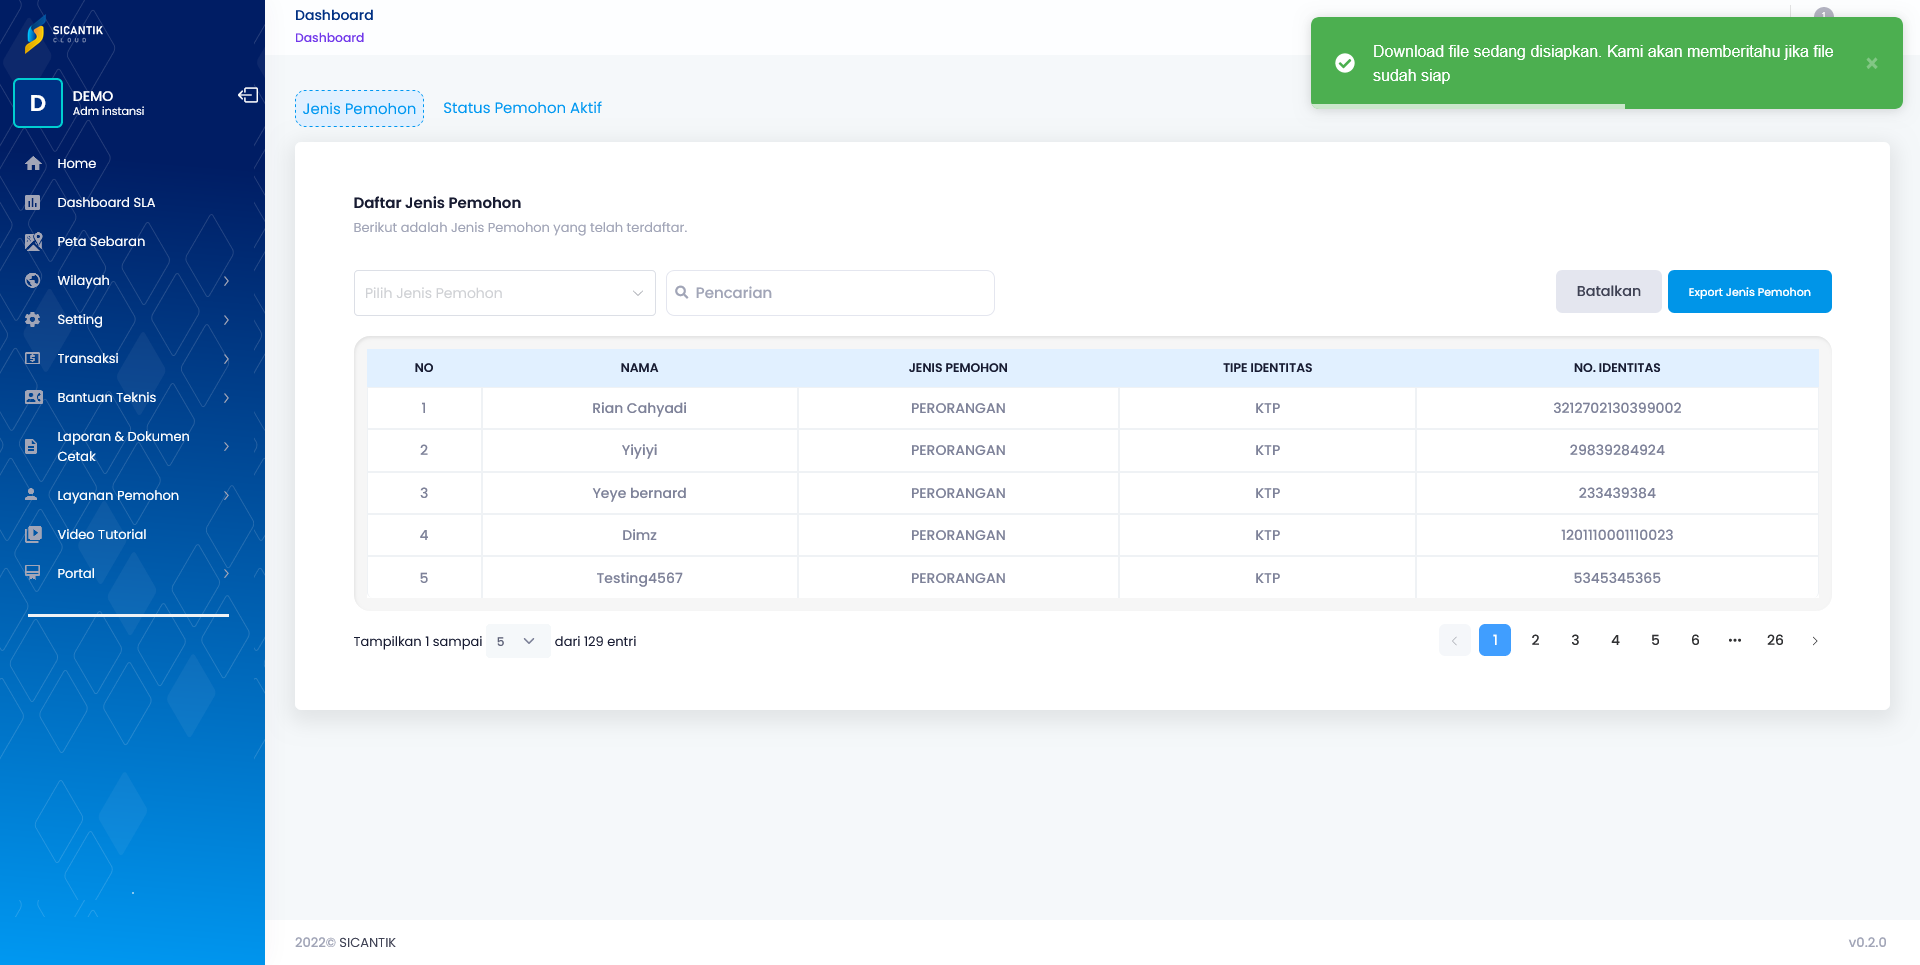 SICANTIK
CLOUD
D
DEMO
Adm instansi
Home
Dashboard SLA
Peta Sebaran
Wilayah
Setting
Transaksi
Bantuan Teknis
Laporan & Dokumen
Cetak
Layanan Pemohon
Video Tutorial
Portal
Dashboard
Dashboard
1
Download file sedang disiapkan. Kami akan memberitahu jika file
sudah siap
Jenis Pemohon Status Pemohon Aktif
Daftar Jenis Pemohon
Berikut adalah Jenis Pemohon yang telah terdaftar.
Pilih Jenis Pemohon Pencarian Batalkan Export Jenis Pemohon
NO NAMA JENIS PEMOHON TIPE IDENTITAS NO. IDENTITAS
1 Rian Cahyadi PERORANGAN KTP 3212702130399002
2 Yiyiyi PERORANGAN KTP 29839284924
3 Yeye bernard PERORANGAN KTP 233439384
4 Dimz PERORANGAN KTP 1201110001110023
5 Testing4567 PERORANGAN KTP 5345345365
Tampilkan 1 sampai 5 dari 129 entri 1 2 3 4 5 6 ••• 26
2022© SICANTIK v0.2.0